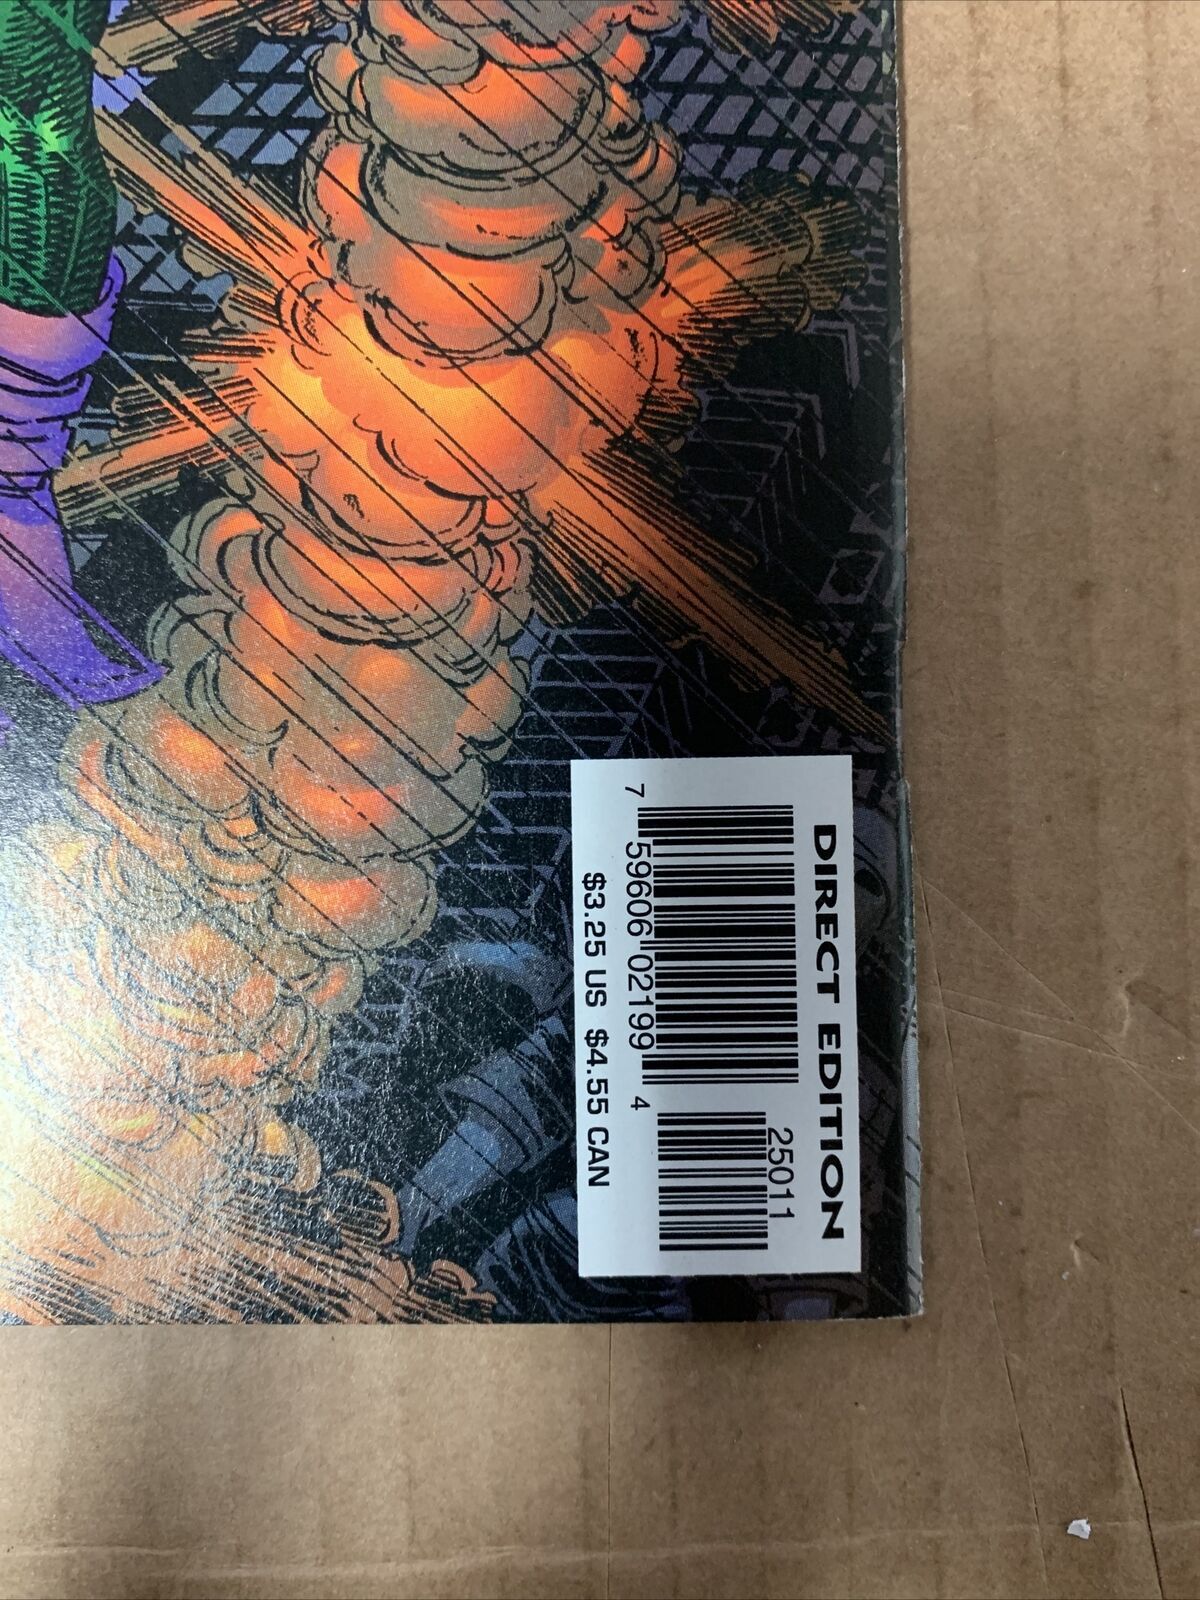 DIRECT EDITION
25011
7 59606 02199 4
$3.25 US $4.55 CAN